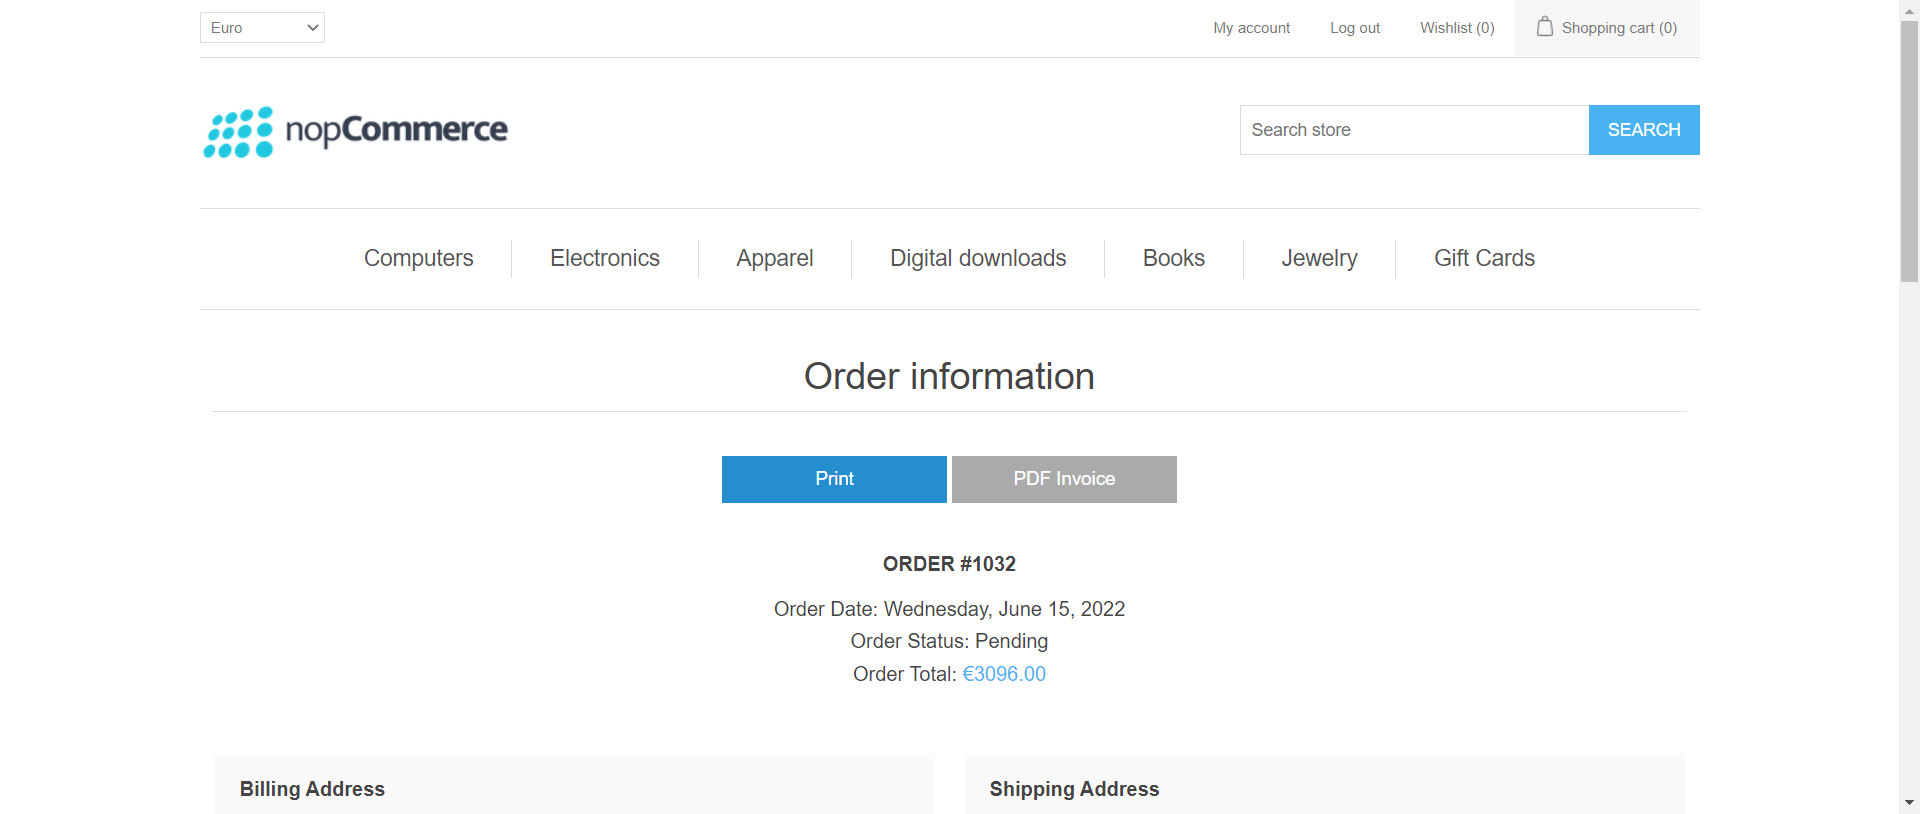 Euro
My account
Log out
Wishlist (0)
Shopping cart (0)
nopCommerce
Search store
SEARCH
Computers
Electronics
Apparel
Digital downloads
Books
Jewelry
Gift Cards
Order information
Print
PDF Invoice
ORDER #1032
Order Date: Wednesday, June 15, 2022
Order Status: Pending
Order Total: €3096.00
Billing Address
Shipping Address